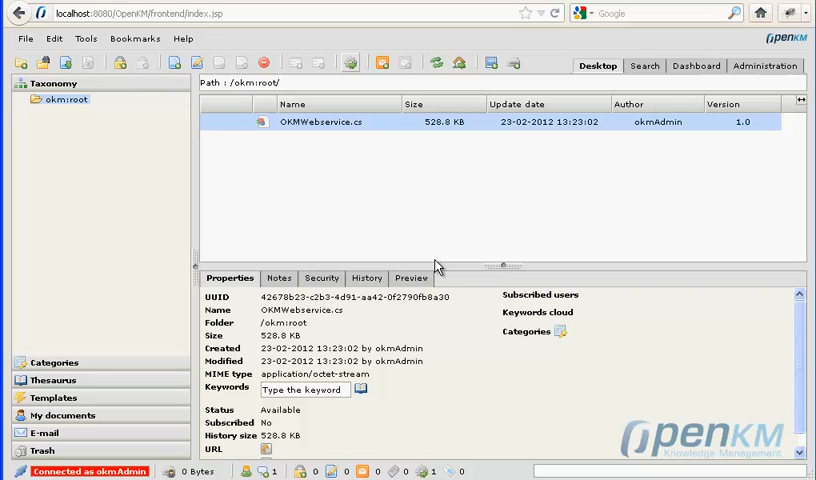 localhost:8080/OpenKM/frontend/index.jsp
Google
File Edit Tools Bookmarks Help
OpenKM
Desktop Search Dashboard Administration
Taxonomy
okm:root
Path : /okm:root/
Name Size Update date Author Version
OKMWebservice.cs 528.8 KB 23-02-2012 13:23:02 okmAdmin 1.0
Properties Notes Security History Preview
UUID 42678b23-c2b3-4d91-aa42-0f2790fb8a30
Name OKMWebservice.cs
Folder /okm:root
Size 528.8 KB
Created 23-02-2012 13:23:02 by okmAdmin
Modified 23-02-2012 13:23:02 by okmAdmin
MIME type application/octet-stream
Keywords Type the keyword
Status Available
Subscribed No
History size 528.8 KB
URL
Subscribed users
Keywords cloud
Categories
Categories
Thesaurus
Templates
My documents
E-mail
Trash
OpenKM
Knowledge Management
Connected as okmAdmin 0 Bytes 1 0 0 0 0 1 0